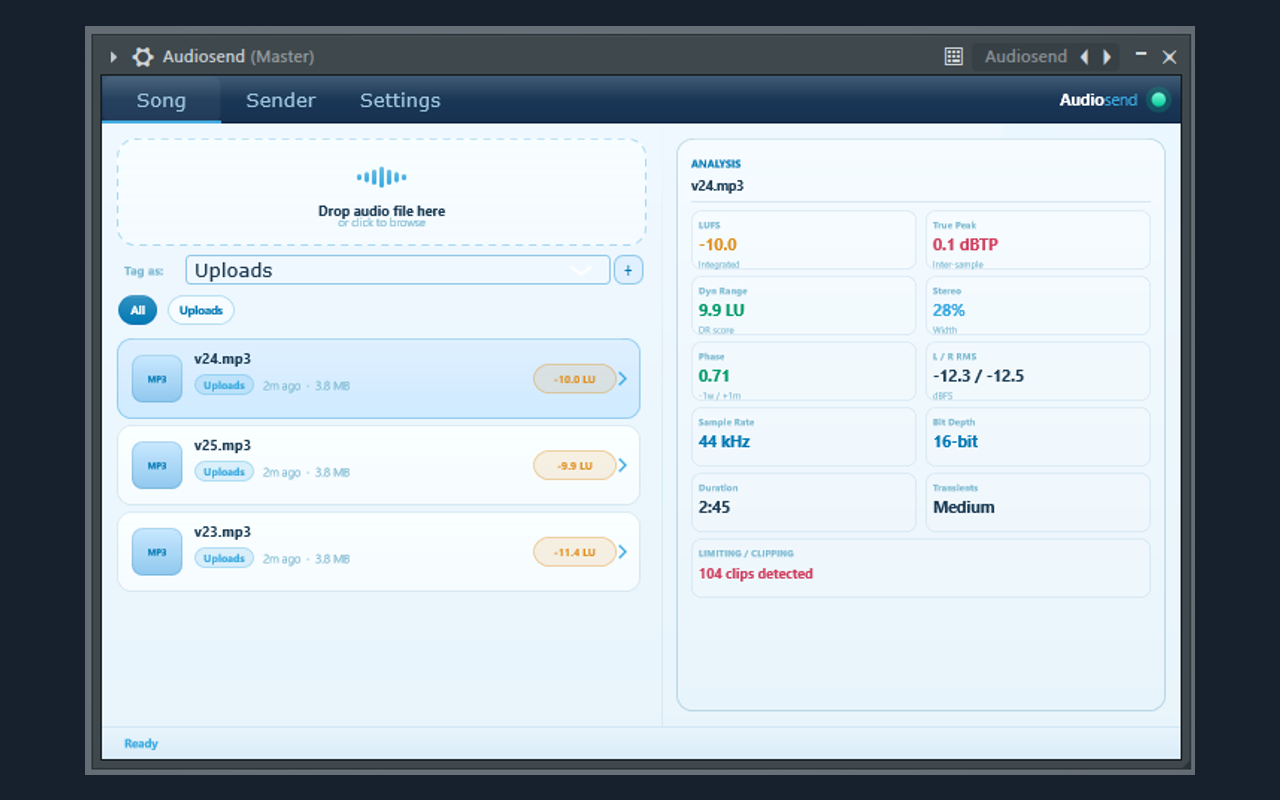 Audiosend (Master)
Audiosend
Song
Sender
Settings
Audiosend
Drop audio file here
or click to browse
Tag as:
Uploads
+
All
Uploads
MP3
v24.mp3
Uploads
2m ago · 3.8 MB
-10.0 LU
MP3
v25.mp3
Uploads
2m ago · 3.8 MB
-9.9 LU
MP3
v23.mp3
Uploads
2m ago · 3.8 MB
-11.4 LU
ANALYSIS
v24.mp3
LUFS
-10.0
Integrated
True Peak
0.1 dBTP
Inter-sample
Dyn Range
9.9 LU
DR score
Stereo
28%
Width
Phase
0.71
-1w / +1m
L / R RMS
-12.3 / -12.5
dBFS
Sample Rate
44 kHz
Bit Depth
16-bit
Duration
2:45
Transients
Medium
LIMITING / CLIPPING
104 clips detected
Ready